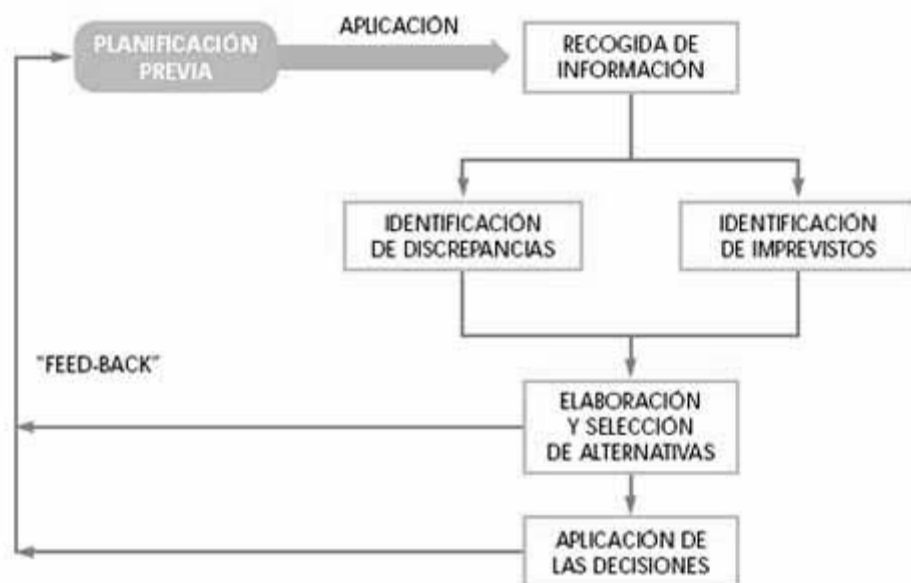 PLANIFICACIÓN
PREVIA
APLICACIÓN
RECOGIDA DE
INFORMACIÓN
IDENTIFICACIÓN
DE DISCREPANCIAS
IDENTIFICACIÓN
DE IMPREVISTOS
"FEED-BACK"
ELABORACIÓN
Y SELECCIÓN
DE ALTERNATIVAS
APLICACIÓN DE
LAS DECISIONES